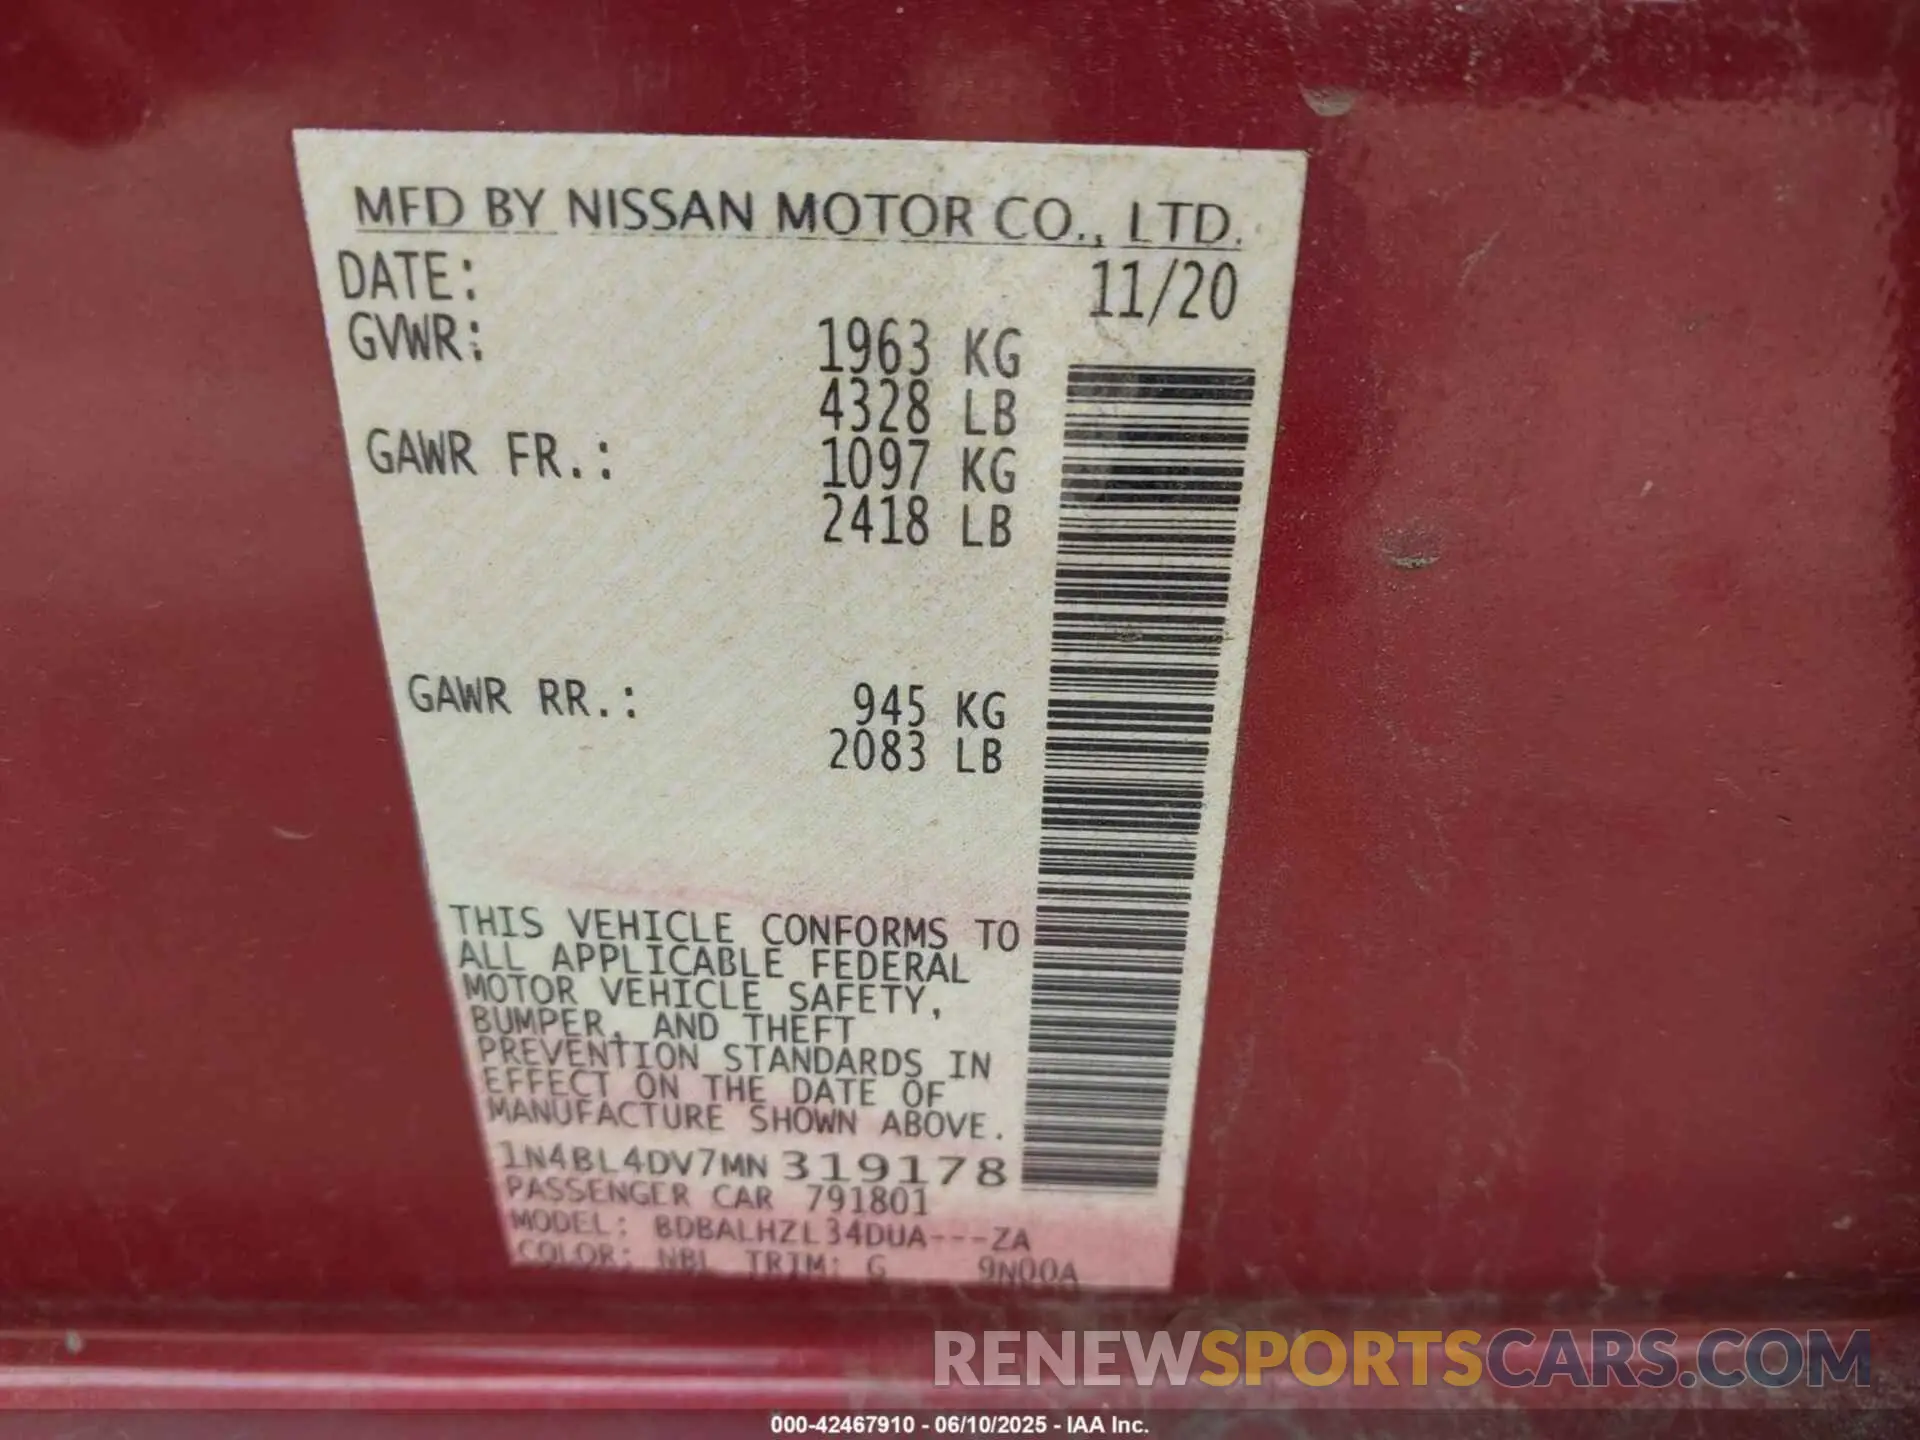 MFD BY NISSAN MOTOR CO., LTD.
DATE: 11/20
GVWR: 1963 KG
4328 LB
GAWR FR.: 1097 KG
2418 LB
GAWR RR.: 945 KG
2083 LB
THIS VEHICLE CONFORMS TO
ALL APPLICABLE FEDERAL
MOTOR VEHICLE SAFETY,
BUMPER, AND THEFT
PREVENTION STANDARDS IN
EFFECT ON THE DATE OF
MANUFACTURE SHOWN ABOVE.
1N4BL4DV7MN319178
PASSENGER CAR 791801
MODEL: BDBALHZL34DUA---ZA
COLOR: NBL TRIM: G 9N00A
RENEWSPORTSCARS.COM
000-42467910 - 06/10/2025 - IAA Inc.